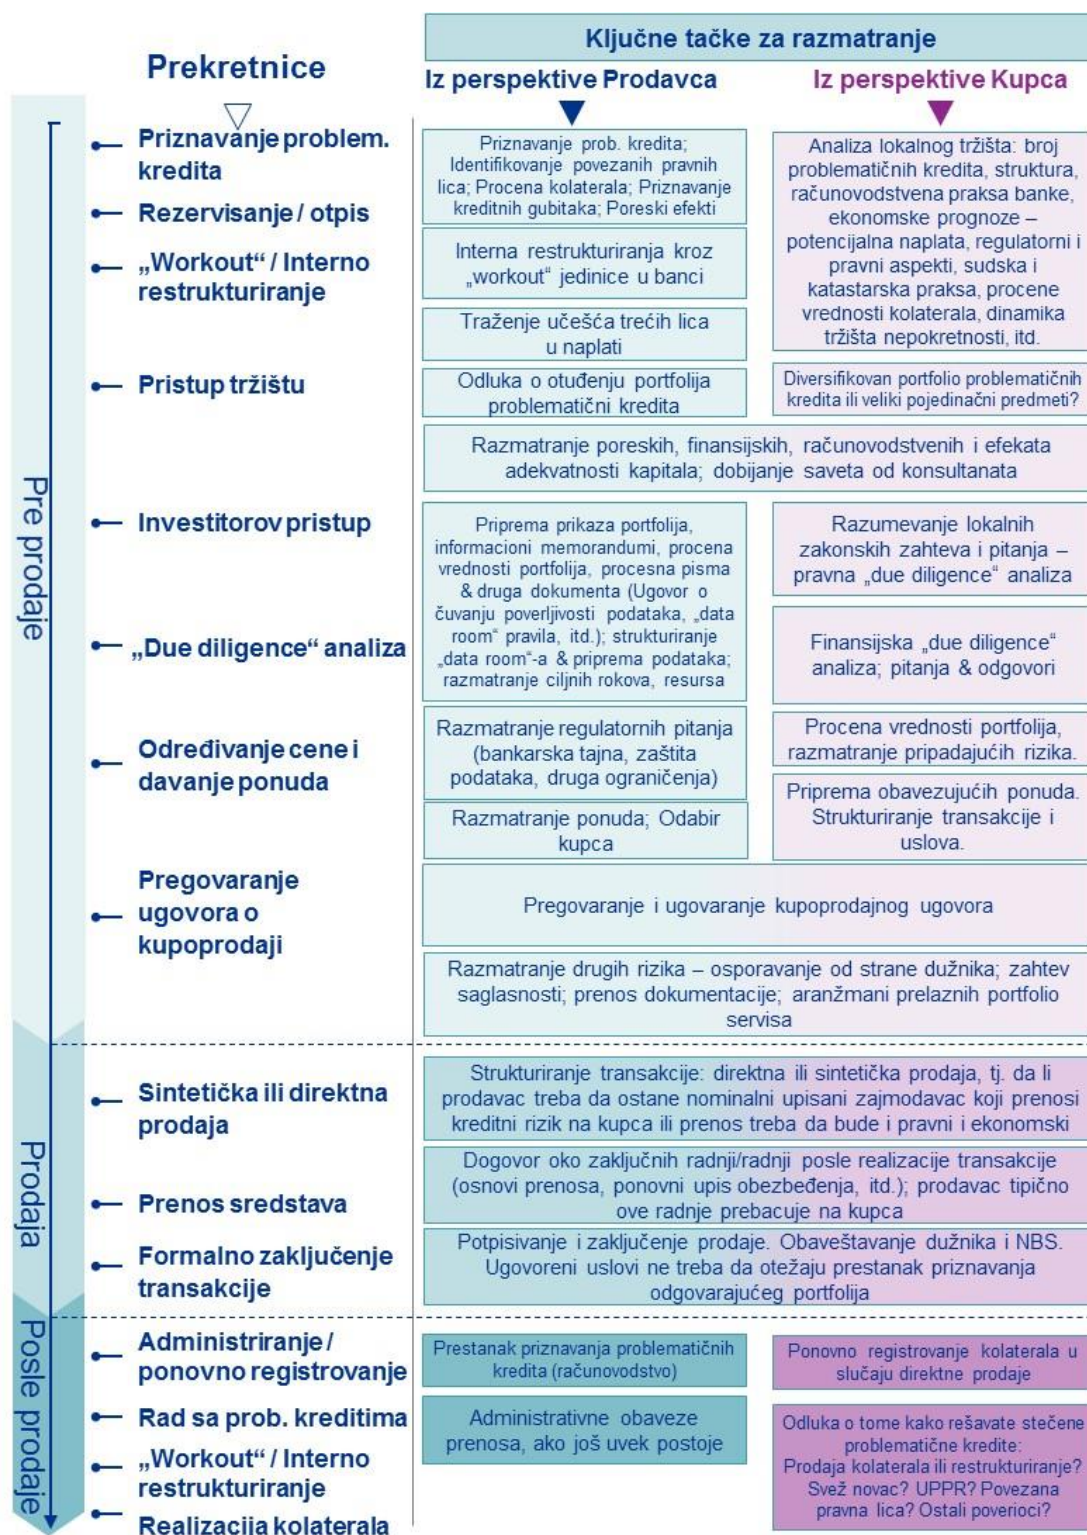 Ključne tačke za razmatranje
Prekretnice
Iz perspektive Prodavca
Iz perspektive Kupca
Pre prodaje
Priznavanje problem.
kredita
Rezervisanje / otpis
„Workout“ / Interno
restrukturiranje
Priznavanje prob. kredita;
Identifikovanje povezanih pravnih
lica; Procena kolaterala; Priznavanje
kreditnih gubitaka; Poreski efekti
Interna restrukturiranja kroz
„workout“ jedinice u banci
Traženje učešća trećih lica
u naplati
Analiza lokalnog tržišta: broj
problematičnih kredita, struktura,
računovodstvena praksa banke,
ekonomske prognoze –
potencijalna naplata, regulatorni i
pravni aspekti, sudska i
katastarska praksa, procene
vrednosti kolaterala, dinamika
tržišta nepokretnosti, itd.
Pristup tržištu
Odluka o otuđenju portfolija
problematični kredita
Diversifikovan portfolio problematičnih
kredita ili veliki pojedinačni predmeti?
Razmatranje poreskih, finansijskih, računovodstvenih i efekata
adekvatnosti kapitala; dobijanje saveta od konsultanata
Investitorov pristup
„Due diligence“ analiza
Priprema prikaza portfolija,
informacioni memorandumi, procena
vrednosti portfolija, procesna pisma
& druga dokumenta (Ugovor o
čuvanju poverljivosti podataka, „data
room“ pravila, itd.); strukturiranje
„data room“-a & priprema podataka;
razmatranje ciljnih rokova, resursa
Razumevanje lokalnih
zakonskih zahteva i pitanja –
pravna „due diligence“ analiza
Finansijska „due diligence“
analiza; pitanja & odgovori
Određivanje cene i
davanje ponuda
Razmatranje regulatornih pitanja
(bankarska tajna, zaštita
podataka, druga ograničenja)
Razmatranje ponuda; Odabir
kupca
Procena vrednosti portfolija,
razmatranje pripadajućih rizika.
Priprema obavezujućih ponuda.
Strukturiranje transakcije i
uslova.
Pregovaranje
ugovora o
kupoprodaji
Pregovaranje i ugovaranje kupoprodajnog ugovora
Razmatranje drugih rizika – osporavanje od strane dužnika; zahtev
saglasnosti; prenos dokumentacije; aranžmani prelaznih portfolio
servisa
Prodaja
Sintetička ili direktna
prodaja
Strukturiranje transakcije: direktna ili sintetička prodaja, tj. da li
prodavac treba da ostane nominalni upisani zajmodavac koji prenosi
kreditni rizik na kupca ili prenos treba da bude i pravni i ekonomski
Prenos sredstava
Dogovor oko zaključnih radnji/radnji posle realizacije transakcije
(osnovi prenosa, ponovni upis obezbeđenja, itd.); prodavac tipično
ove radnje prebacuje na kupca
Formalno zaključenje
transakcije
Potpisivanje i zaključenje prodaje. Obaveštavanje dužnika i NBS.
Ugovoreni uslovi ne treba da otežaju prestanak priznavanja
odgovarajućeg portfolija
Posle prodaje
Administriranje /
ponovno registrovanje
Prestanak priznavanja problematičnih
kredita (računovodstvo)
Ponovno registrovanje kolaterala u
slučaju direktne prodaje
Rad sa prob. kreditima
„Workout“ / Interno
restrukturiranje
Realizacija kolaterala
Administrativne obaveze
prenosa, ako još uvek postoje
Odluka o tome kako rešavate stečene
problematične kredite:
Prodaja kolaterala ili restrukturiranje?
Svež novac? UPPR? Povezana
pravna lica? Ostali poverioci?